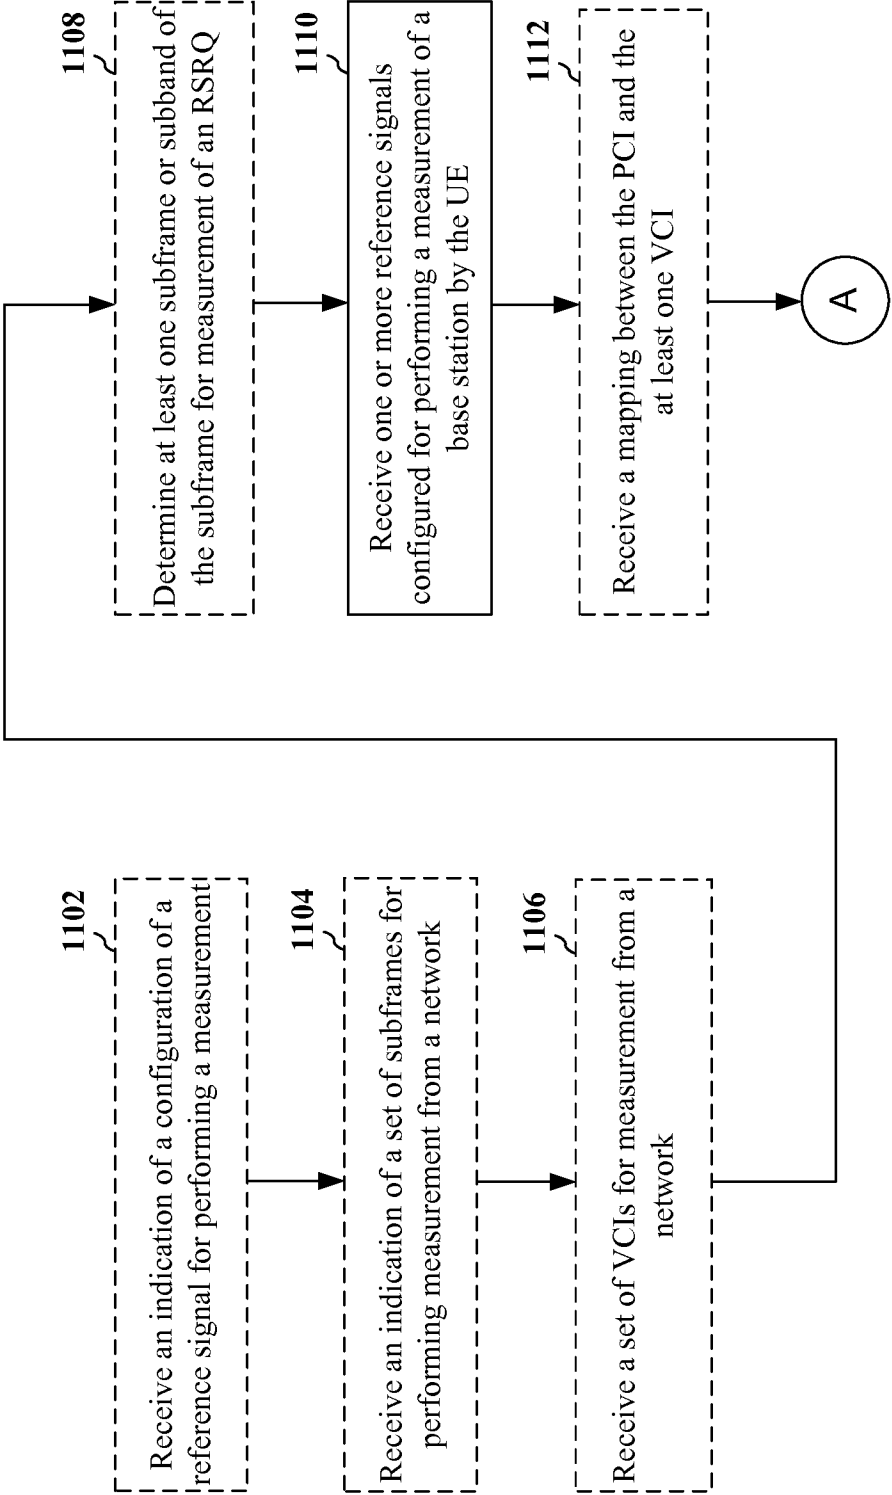 1102
Receive an indication of a configuration of a
reference signal for performing a measurement
1104
Receive an indication of a set of subframes for
performing measurement from a network
1106
Receive a set of VCIs for measurement from a
network
1108
Determine at least one subframe or subband of
the subframe for measurement of an RSRQ
1110
Receive one or more reference signals
configured for performing a measurement of a
base station by the UE
1112
Receive a mapping between the PCI and the
at least one VCI
A